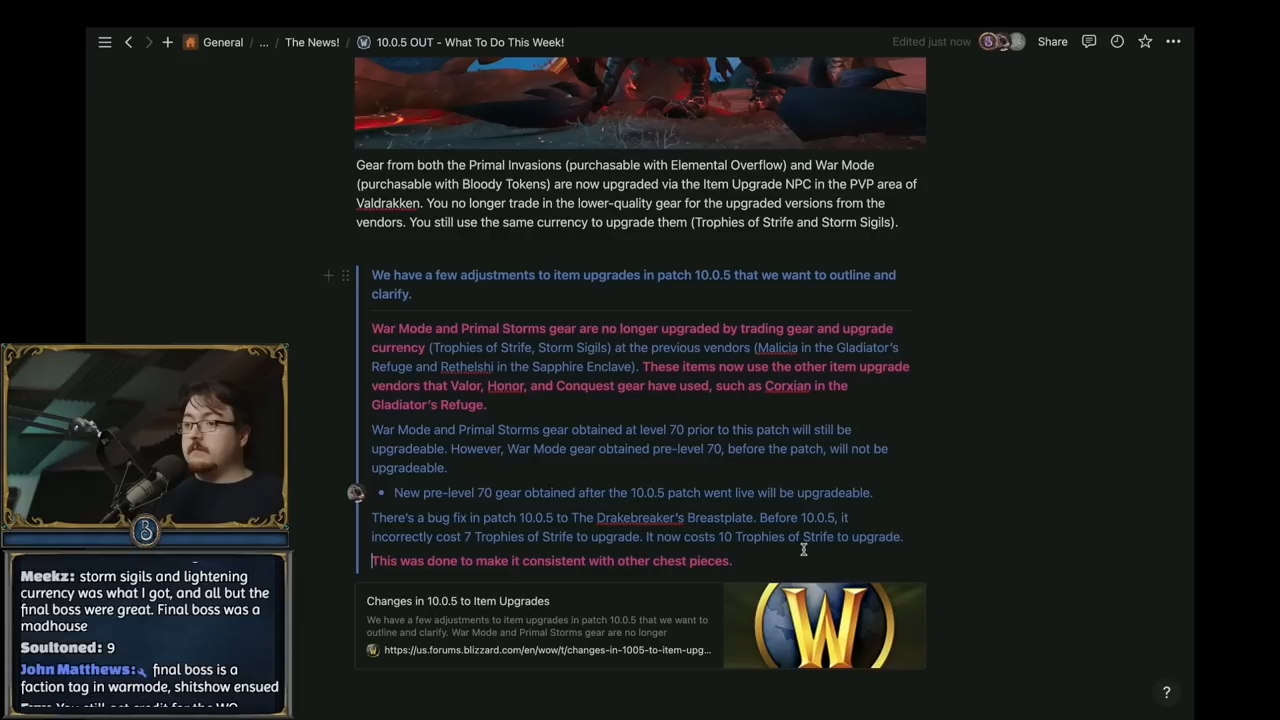 General / ... / The News! / 10.0.5 OUT - What To Do This Week!
Edited just now
Share
Gear from both the Primal Invasions (purchasable with Elemental Overflow) and War Mode
(purchasable with Bloody Tokens) are now upgraded via the Item Upgrade NPC in the PVP area of
Valdrakken. You no longer trade in the lower-quality gear for the upgraded versions from the
vendors. You still use the same currency to upgrade them (Trophies of Strife and Storm Sigils).
We have a few adjustments to item upgrades in patch 10.0.5 that we want to outline and
clarify.
War Mode and Primal Storms gear are no longer upgraded by trading gear and upgrade
currency (Trophies of Strife, Storm Sigils) at the previous vendors (Malicia in the Gladiator’s
Refuge and Rethelshi in the Sapphire Enclave). These items now use the other item upgrade
vendors that Valor, Honor, and Conquest gear have used, such as Corxian in the
Gladiator’s Refuge.
War Mode and Primal Storms gear obtained at level 70 prior to this patch will still be
upgradeable. However, War Mode gear obtained pre-level 70, before the patch, will not be
upgradeable.
• New pre-level 70 gear obtained after the 10.0.5 patch went live will be upgradeable.
There’s a bug fix in patch 10.0.5 to The Drakebreaker’s Breastplate. Before 10.0.5, it
incorrectly cost 7 Trophies of Strife to upgrade. It now costs 10 Trophies of Strife to upgrade.
This was done to make it consistent with other chest pieces.
Changes in 10.0.5 to Item Upgrades
We have a few adjustments to item upgrades in patch 10.0.5 that we want to
outline and clarify. War Mode and Primal Storms gear are no longer
https://us.forums.blizzard.com/en/wow/t/changes-in-1005-to-item-upg...
W
?
B
Meekz: storm sigils and lightening
currency was what I got, and all but the
final boss were great. Final boss was a
madhouse
Soultoned: 9
John Matthews: final boss is a
faction tag in warmode, shitshow ensued